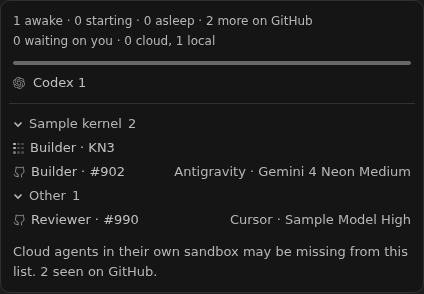 1 awake · 0 starting · 0 asleep · 2 more on GitHub
0 waiting on you · 0 cloud, 1 local
Codex 1
Sample kernel 2
Builder · KN3
Builder · #902 Antigravity · Gemini 4 Neon Medium
Other 1
Reviewer · #990 Cursor · Sample Model High
Cloud agents in their own sandbox may be missing from this
list. 2 seen on GitHub.